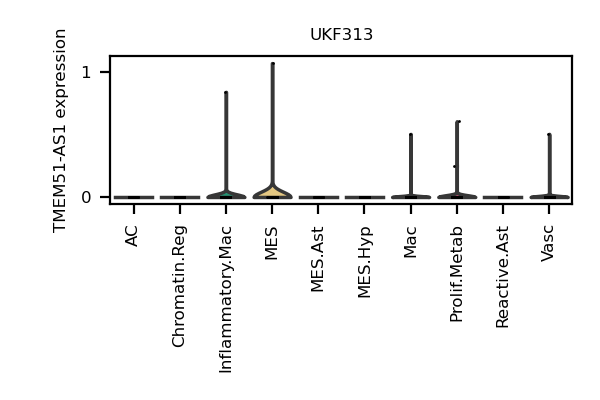 UKF313
TMEM51-AS1 expression
1
0
AC
Chromatin.Reg
Inflammatory.Mac
MES
MES.Ast
MES.Hyp
Mac
Prolif.Metab
Reactive.Ast
Vasc